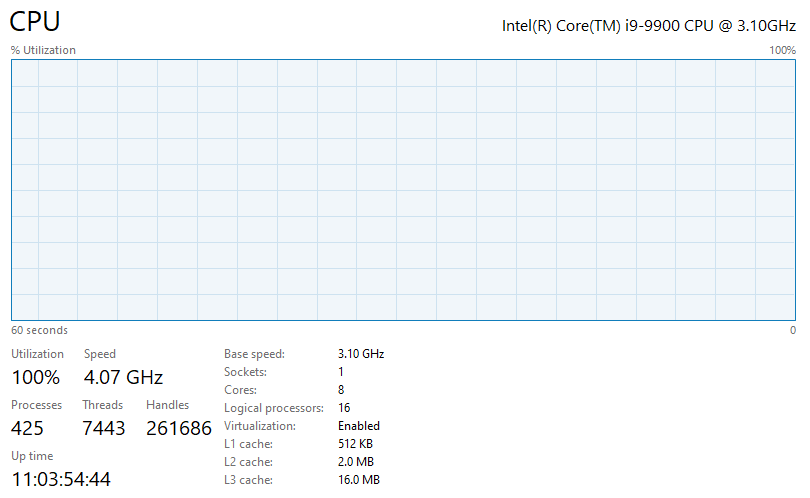 CPU
Intel(R) Core(TM) i9-9900 CPU @ 3.10GHz
% Utilization
100%
60 seconds
0
Utilization
Speed
100%
4.07 GHz
Processes
Threads
Handles
425
7443
261686
Up time
11:03:54:44
Base speed: 3.10 GHz
Sockets: 1
Cores: 8
Logical processors: 16
Virtualization: Enabled
L1 cache: 512 KB
L2 cache: 2.0 MB
L3 cache: 16.0 MB